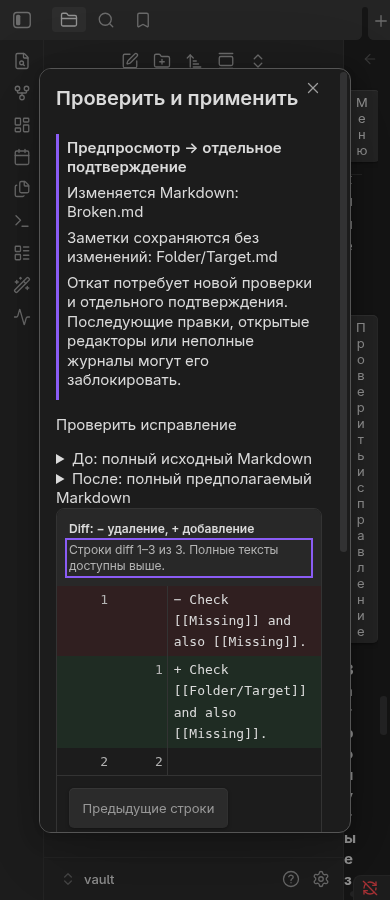 Проверить и применить
Предпросмотр → отдельное
подтверждение
Изменяется Markdown:
Broken.md
Заметки сохраняются без
изменений: Folder/Target.md
Откат потребует новой проверки
и отдельного подтверждения.
Последующие правки, открытые
редакторы или неполные
журналы могут его
заблокировать.
Проверить исправление
▶ До: полный исходный Markdown
▶ После: полный предполагаемый
Markdown
Diff: − удаление, + добавление
Строки diff 1–3 из 3. Полные тексты
доступны выше.
1 − Check
[[Missing]] and
also [[Missing]].
1 + Check
[[Folder/Target]]
and also
[[Missing]].
2 2
Предыдущие строки
vault
М
е
н
ю
П
р
о
в
е
р
и
т
ь
и
с
п
р
а
в
л
е
н
и
е
ы
е
з